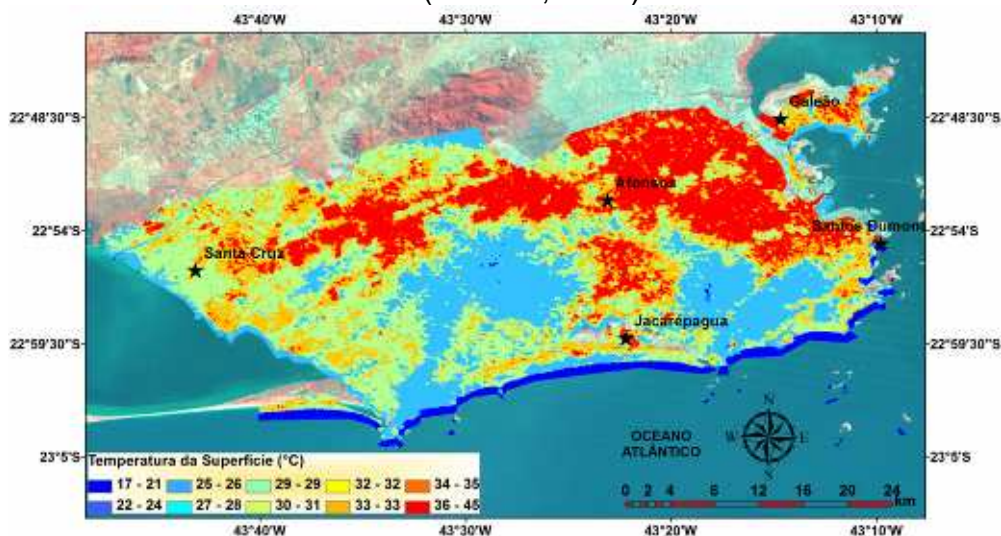 43°40'W 43°30'W 43°20'W 43°10'W
Galeão
22°48'30"S 22°48'30"S
Afonsos
22°54'S Santos Dumont 22°54'S
Santa Cruz
Jacarépagua
22°59'30"S 22°59'30"S
N
W E
S
OCEANO
ATLÂNTICO
23°5'S 23°5'S
Temperatura da Superfície (°C)
17 - 21 25 - 26 29 - 29 32 - 32 34 - 35
22 - 24 27 - 28 30 - 31 33 - 33 36 - 45
0 2 4 8 12 16 20 24
km
43°40'W 43°30'W 43°20'W 43°10'W